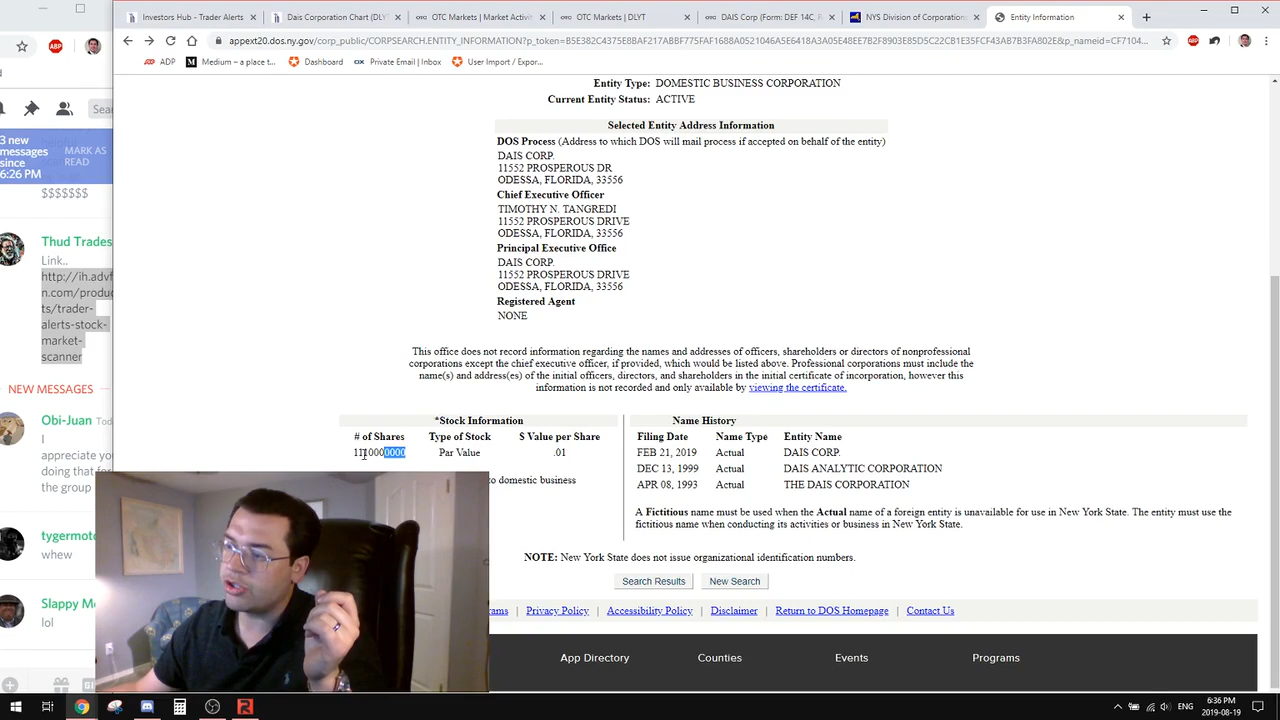 Investors Hub - Trader Alerts
Dais Corporation Chart (DLYT
OTC Markets | Market Activi
OTC Markets | DLYT
DAIS Corp (Form: DEF 14C, R
NYS Division of Corporation
Entity Information
appext20.dos.ny.gov/corp_public/CORPSEARCH.ENTITY_INFORMATION?p_token=B5E382C4375E8BAF217ABBF775FAF1688A0521046A5E418A3A05E48EE7B2F8903E85D5C22CB1E35FCF43AB7B3FA802E&p_nameid=CF7104...
ADP
Medium – a place t...
Dashboard
Private Email | Inbox
User Import / Expor...
Entity Type: DOMESTIC BUSINESS CORPORATION
Current Entity Status: ACTIVE
Selected Entity Address Information
DOS Process (Address to which DOS will mail process if accepted on behalf of the entity)
DAIS CORP.
11552 PROSPEROUS DR
ODESSA, FLORIDA, 33556
Chief Executive Officer
TIMOTHY N. TANGREDI
11552 PROSPEROUS DRIVE
ODESSA, FLORIDA, 33556
Principal Executive Office
DAIS CORP.
11552 PROSPEROUS DRIVE
ODESSA, FLORIDA, 33556
Registered Agent
NONE
This office does not record information regarding the names and addresses of officers, shareholders or directors of nonprofessional
corporations except the chief executive officer, if provided, which would be listed above. Professional corporations must include the
name(s) and address(es) of the initial officers, directors, and shareholders in the initial certificate of incorporation, however this
information is not recorded and only available by viewing the certificate.
*Stock Information
# of Shares Type of Stock $ Value per Share
Par Value .01
to domestic business
Name History
Filing Date Name Type Entity Name
FEB 21, 2019 Actual DAIS CORP.
DEC 13, 1999 Actual DAIS ANALYTIC CORPORATION
APR 08, 1993 Actual THE DAIS CORPORATION
A Fictitious name must be used when the Actual name of a foreign entity is unavailable for use in New York State. The entity must use the
fictitious name when conducting its activities or business in New York State.
NOTE: New York State does not issue organizational identification numbers.
Search Results New Search
rams | Privacy Policy | Accessibility Policy | Disclaimer | Return to DOS Homepage | Contact Us
App Directory Counties Events Programs
Sear
3 new
messages
since
6:26 PM
MARK AS
READ
$$$$$$$
Thud Trades
Link..
http://ih.advf
n.com/produc
ts/trader-
alerts-stock-
market-
scanner
NEW MESSAGES
Obi-Juan Tod
I
appreciate yo
doing that fo
the group
tygermoto
whew
Slappy Mc
lol
ENG
6:36 PM
2019-08-19